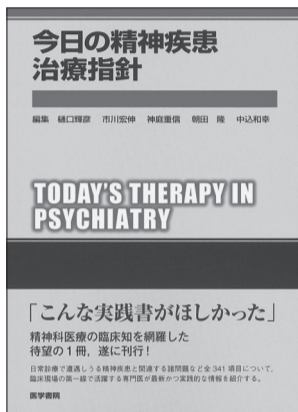 今日の精神疾患
治療指針
編集 樋口輝彦 市川宏伸 神庭重信 朝田 隆 中込和幸
TODAY'S THERAPY IN
PSYCHIATRY
「こんな実践書がほしかった」
精神科医療の臨床知を網羅した
待望の1冊，遂に刊行！
日常診療で遭遇しうる精神疾患と関連する諸問題など全341項目について，
臨床現場の第一線で活躍する専門医が最新かつ実践的な情報を紹介する。
医学書院